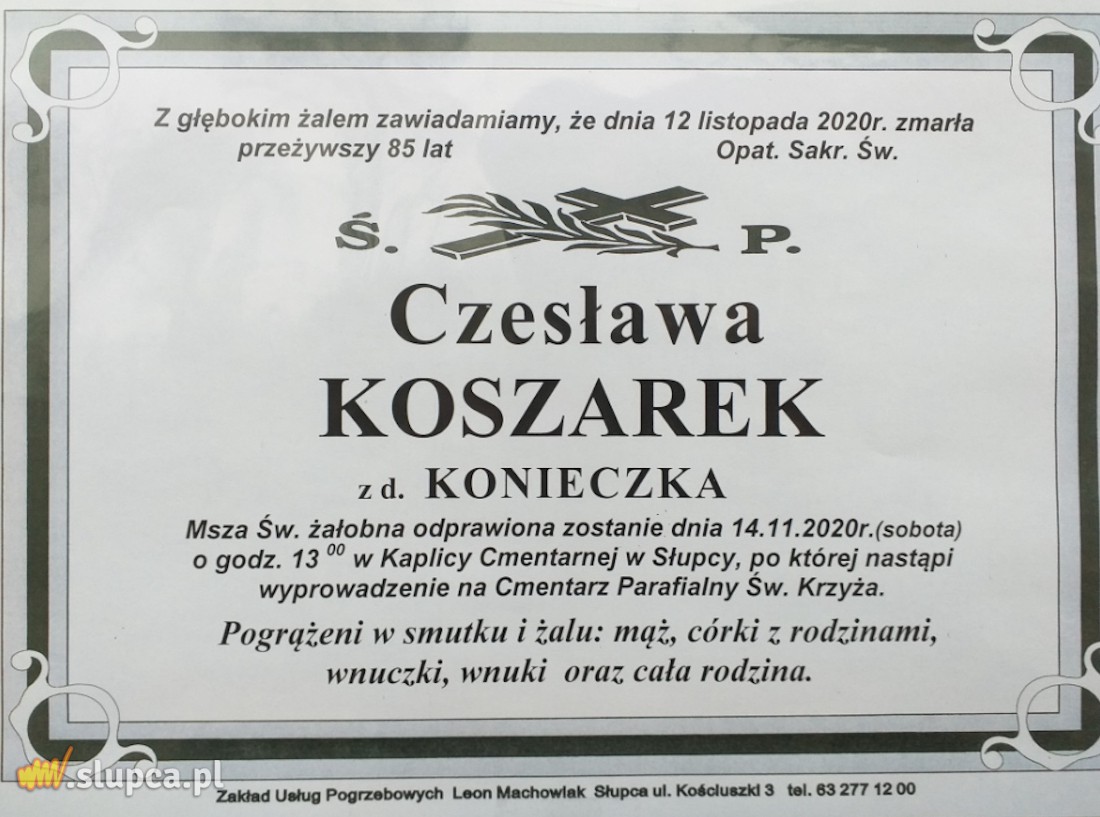 Z głębokim żalem zawiadamiamy, że dnia 12 listopada 2020r. zmarła
przeżywszy 85 lat Opat. Sakr. Św.
Ś. P.
Czesława
KOSZAREK
z d. KONIECZKA
Msza Św. żałobna odprawiona zostanie dnia 14.11.2020r.(sobota)
o godz. 13 00 w Kaplicy Cmentarnej w Słupcy, po której nastąpi
wyprowadzenie na Cmentarz Parafialny Św. Krzyża.
Pogrążeni w smutku i żalu: mąż, córki z rodzinami,
wnuczki, wnuki oraz cała rodzina.
.slupca.pl
Zakład Usług Pogrzebowych Leon Machowiak Słupca ul. Kościuszki 3 tel. 63 277 12 00